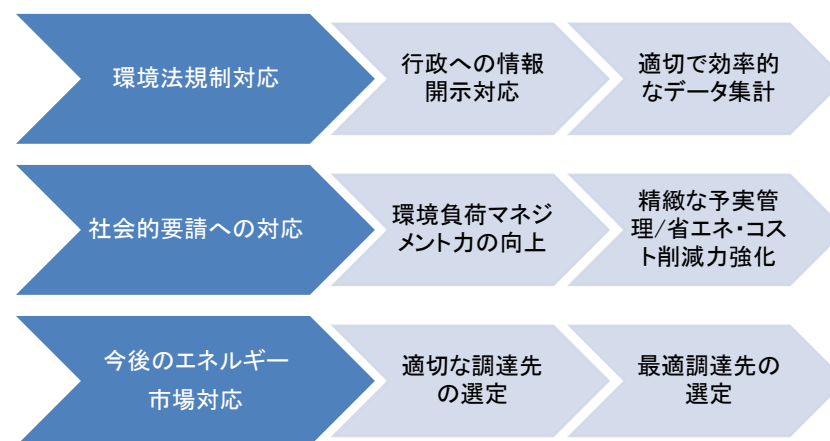 環境法規制対応
行政への情報
開示対応
適切で効率的
なデータ集計
社会的要請への対応
環境負荷マネジ
メント力の向上
精緻な予実管
理/省エネ・コス
ト削減力強化
今後のエネルギー
市場対応
適切な調達先
の選定
最適調達先の
選定